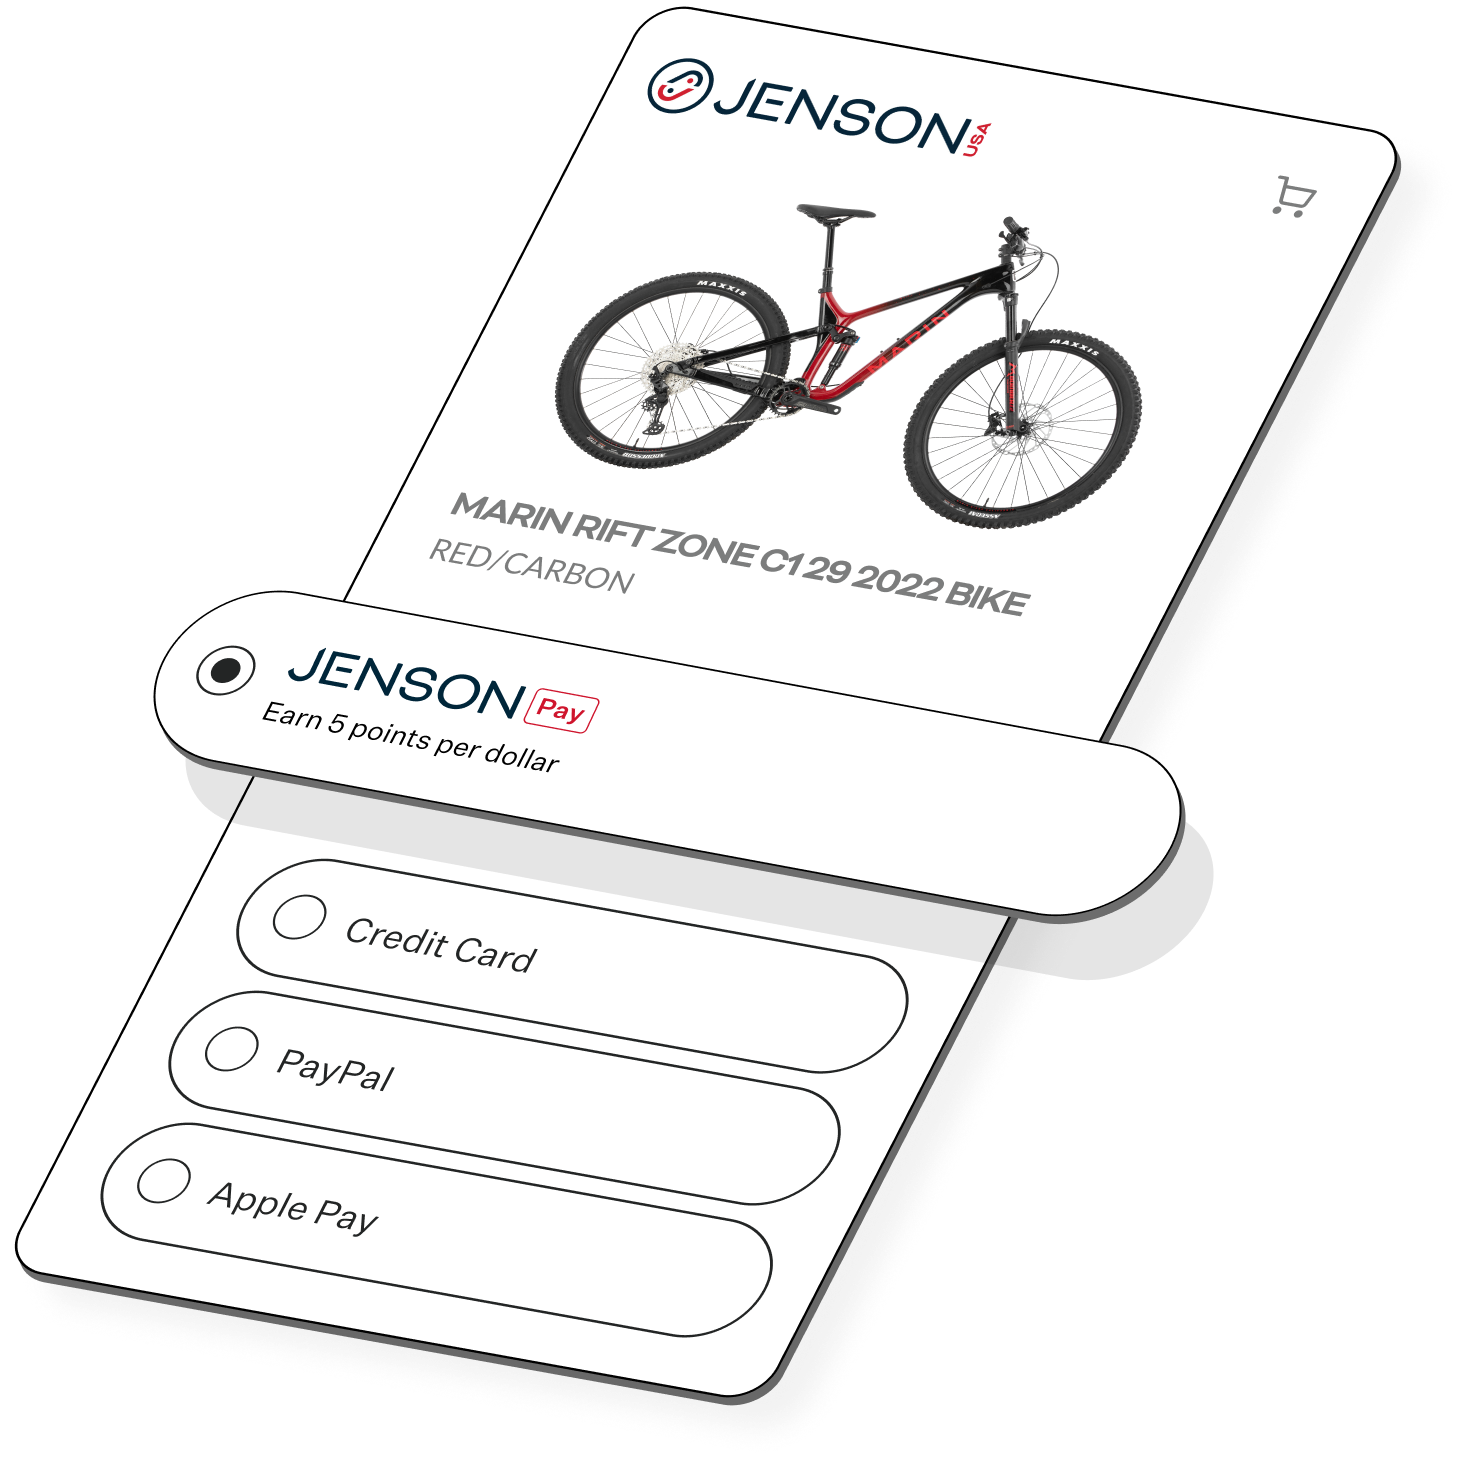 JENSON USA
MAXXIS
MAXXIS
MARIN
MARIN RIFT ZONE C1 29 2022 BIKE
RED/CARBON
JENSON Pay
Earn 5 points per dollar
Credit Card
PayPal
Apple Pay